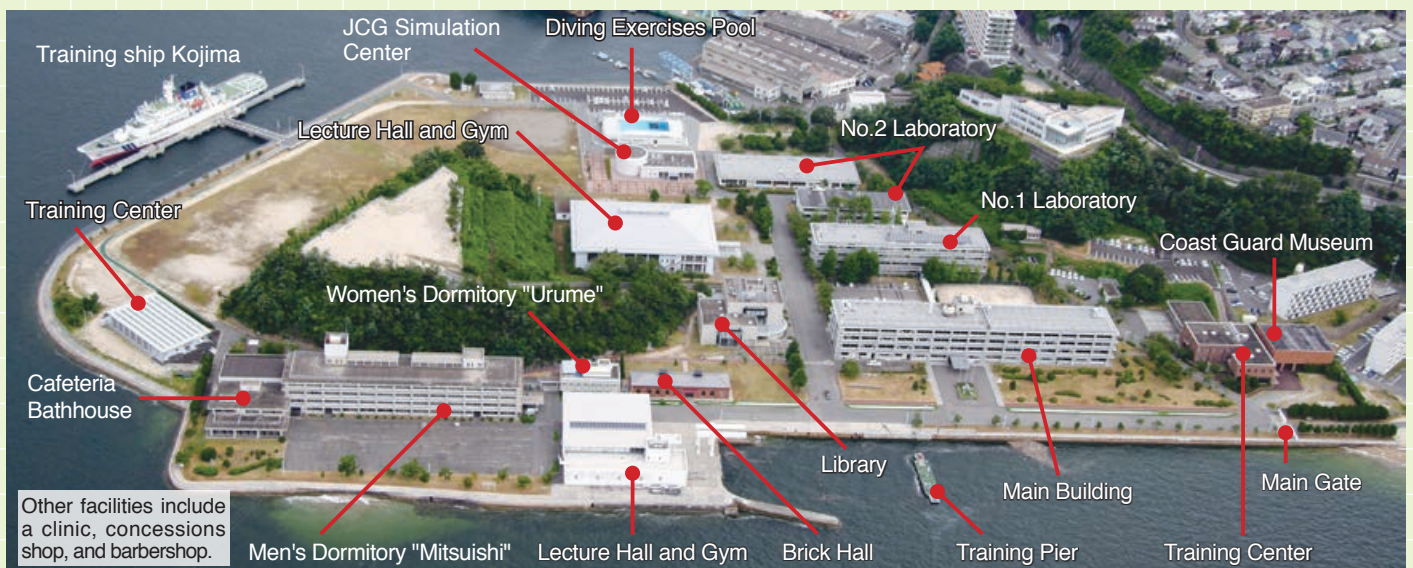 Training ship Kojima
JCG Simulation
Center
Diving Exercises Pool
Lecture Hall and Gym
No.2 Laboratory
Training Center
No.1 Laboratory
Coast Guard Museum
Women's Dormitory "Urume"
Cafeteria
Bathhouse
Library
Main Building
Main Gate
Other facilities include
a clinic, concessions
shop, and barbershop.
Men's Dormitory "Mitsuishi"
Lecture Hall and Gym
Brick Hall
Training Pier
Training Center